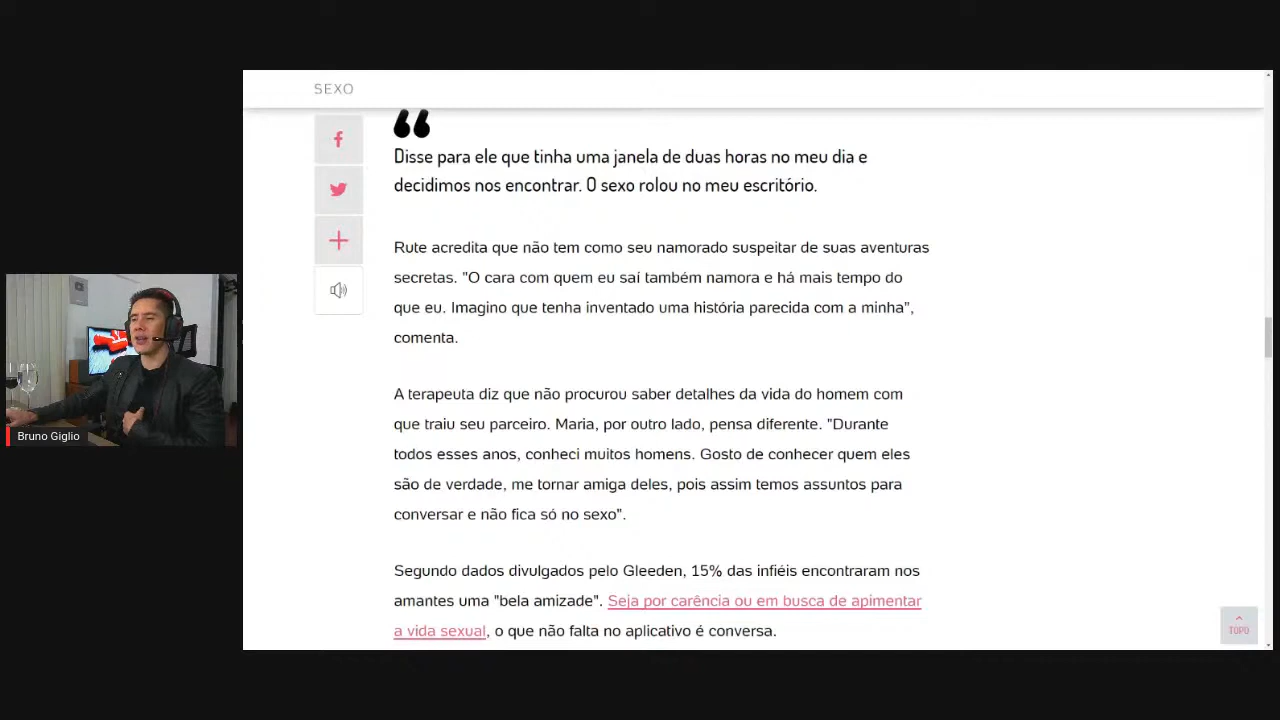 SEXO
Disse para ele que tinha uma janela de duas horas no meu dia e
decidimos nos encontrar. O sexo rolou no meu escritório.
Rute acredita que não tem como seu namorado suspeitar de suas aventuras
secretas. "O cara com quem eu saí também namora e há mais tempo do
que eu. Imagino que tenha inventado uma história parecida com a minha",
comenta.
A terapeuta diz que não procurou saber detalhes da vida do homem com
que traiu seu parceiro. Maria, por outro lado, pensa diferente. "Durante
todos esses anos, conheci muitos homens. Gosto de conhecer quem eles
são de verdade, me tornar amiga deles, pois assim temos assuntos para
conversar e não fica só no sexo".
Segundo dados divulgados pelo Gleeden, 15% das infiéis encontraram nos
amantes uma "bela amizade". Seja por carência ou em busca de apimentar
a vida sexual, o que não falta no aplicativo é conversa.
TOPO
Bruno Giglio